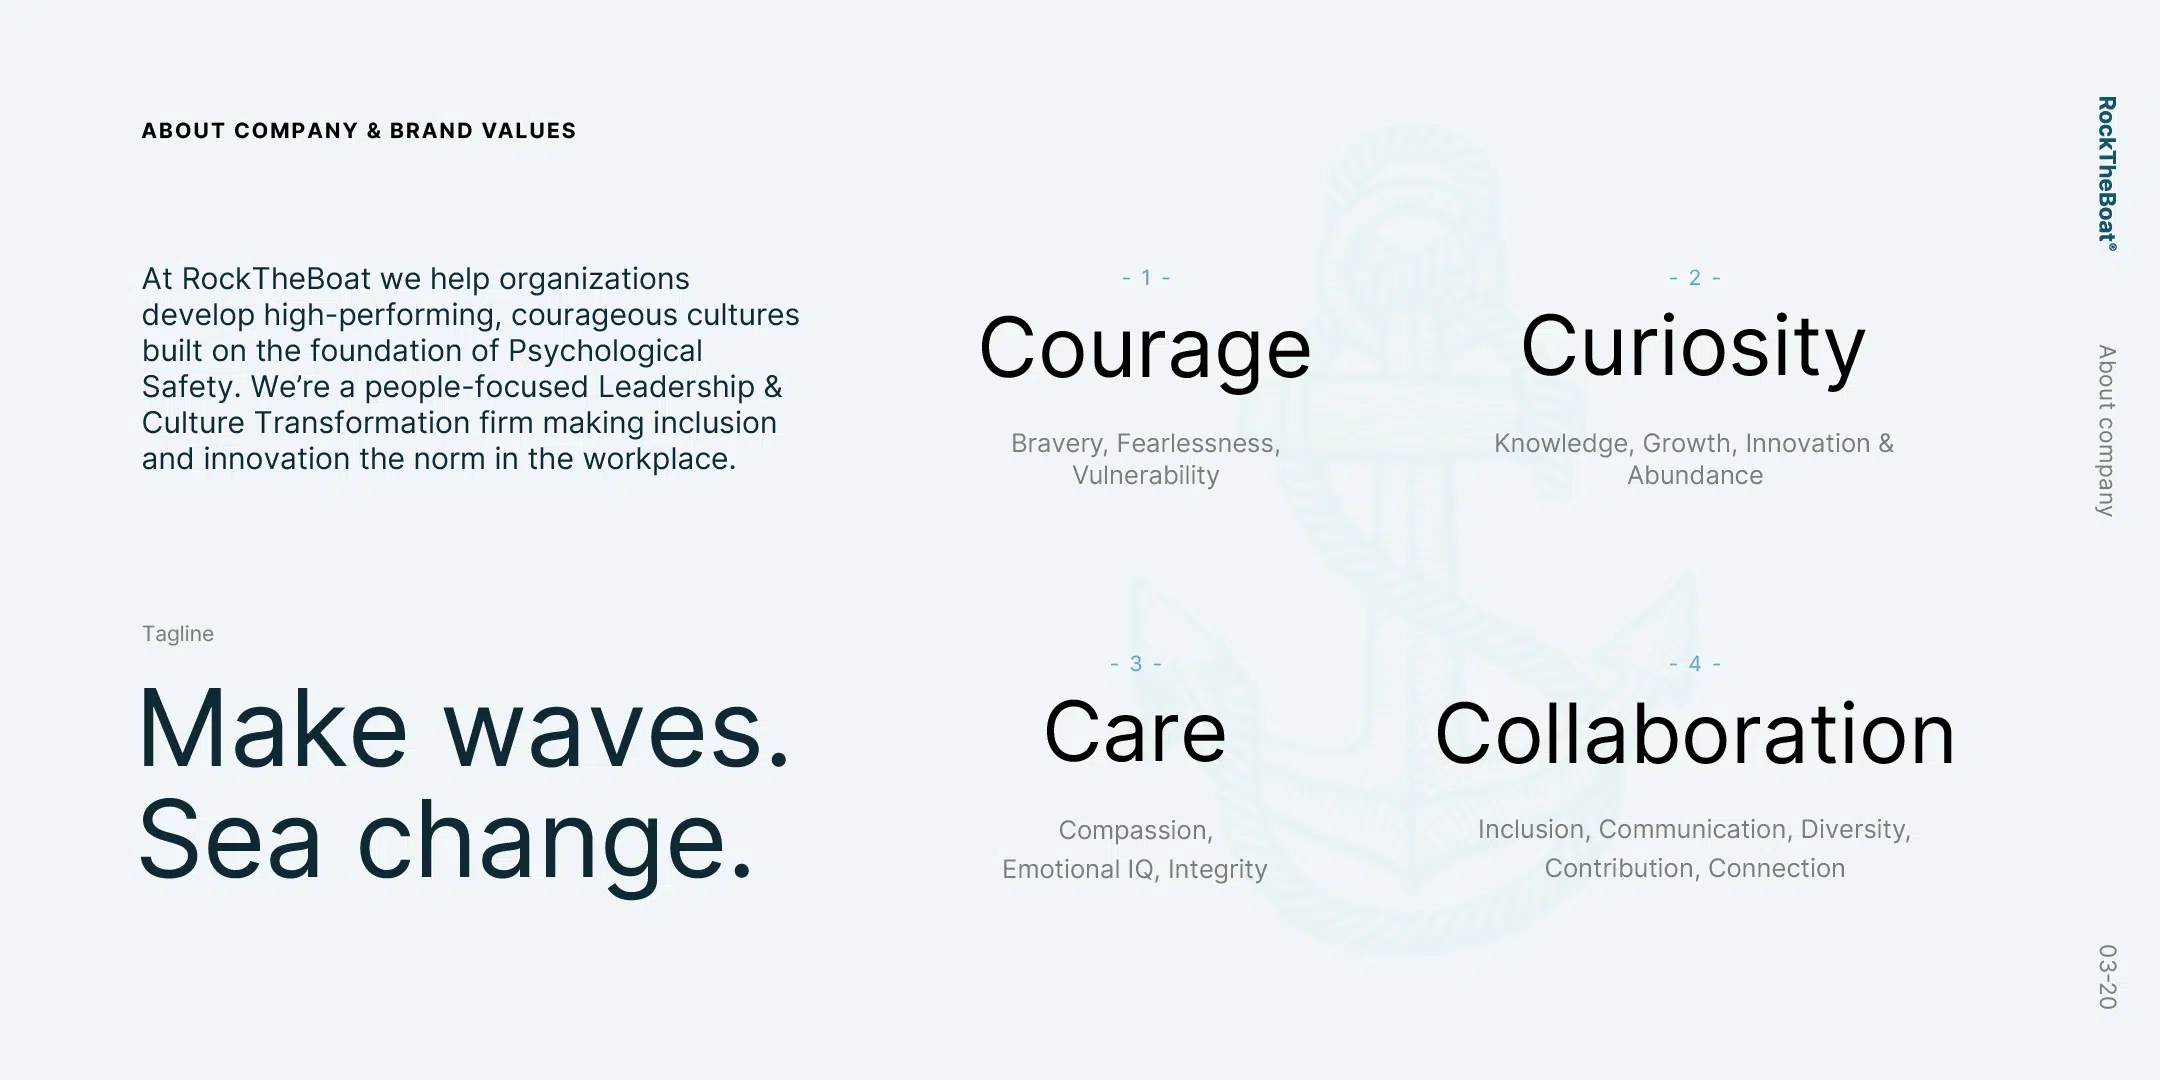 ABOUT COMPANY & BRAND VALUES
At RockTheBoat we help organizations
develop high-performing, courageous cultures
built on the foundation of Psychological
Safety. We’re a people-focused Leadership &
Culture Transformation firm making inclusion
and innovation the norm in the workplace.
Tagline
Make waves.
Sea change.
- 1 -
Courage
Bravery, Fearlessness,
Vulnerability
- 2 -
Curiosity
Knowledge, Growth, Innovation &
Abundance
- 3 -
Care
Compassion,
Emotional IQ, Integrity
- 4 -
Collaboration
Inclusion, Communication, Diversity,
Contribution, Connection
RockTheBoat®
About company
03-20